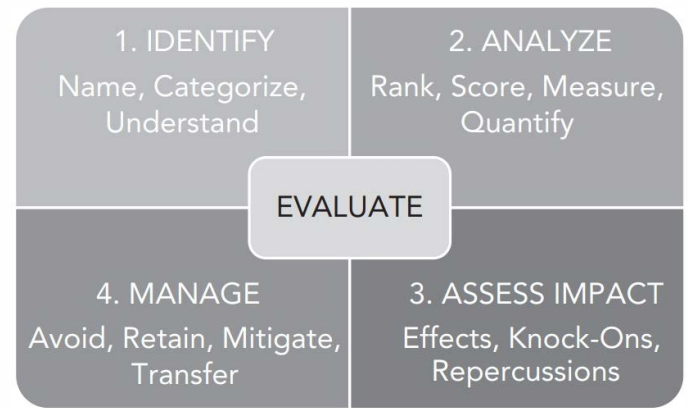 1. IDENTIFY
Name, Categorize,
Understand
2. ANALYZE
Rank, Score, Measure,
Quantify
EVALUATE
4. MANAGE
Avoid, Retain, Mitigate,
Transfer
3. ASSESS IMPACT
Effects, Knock-Ons,
Repercussions